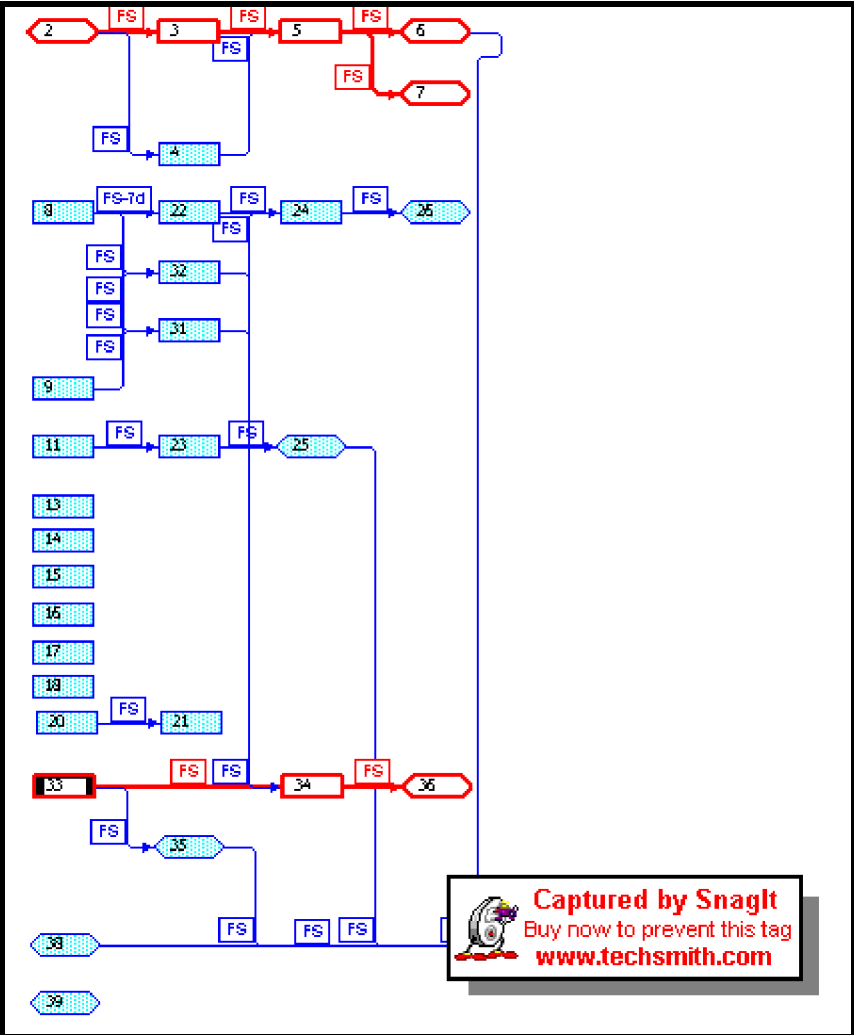 FS FS FS
2 3 5 6
FS
FS
7
FS
4
FS-7d FS FS
8 22 24 26
FS
FS
32
FS
FS
31
FS
9
FS FS
11 23 25
13
14
15
16
17
18
FS
20 21
FS FS FS
33 34 36
FS
35
Captured by SnagIt
FS FS FS
Buy now to prevent this tag
38
www.techsmith.com
39